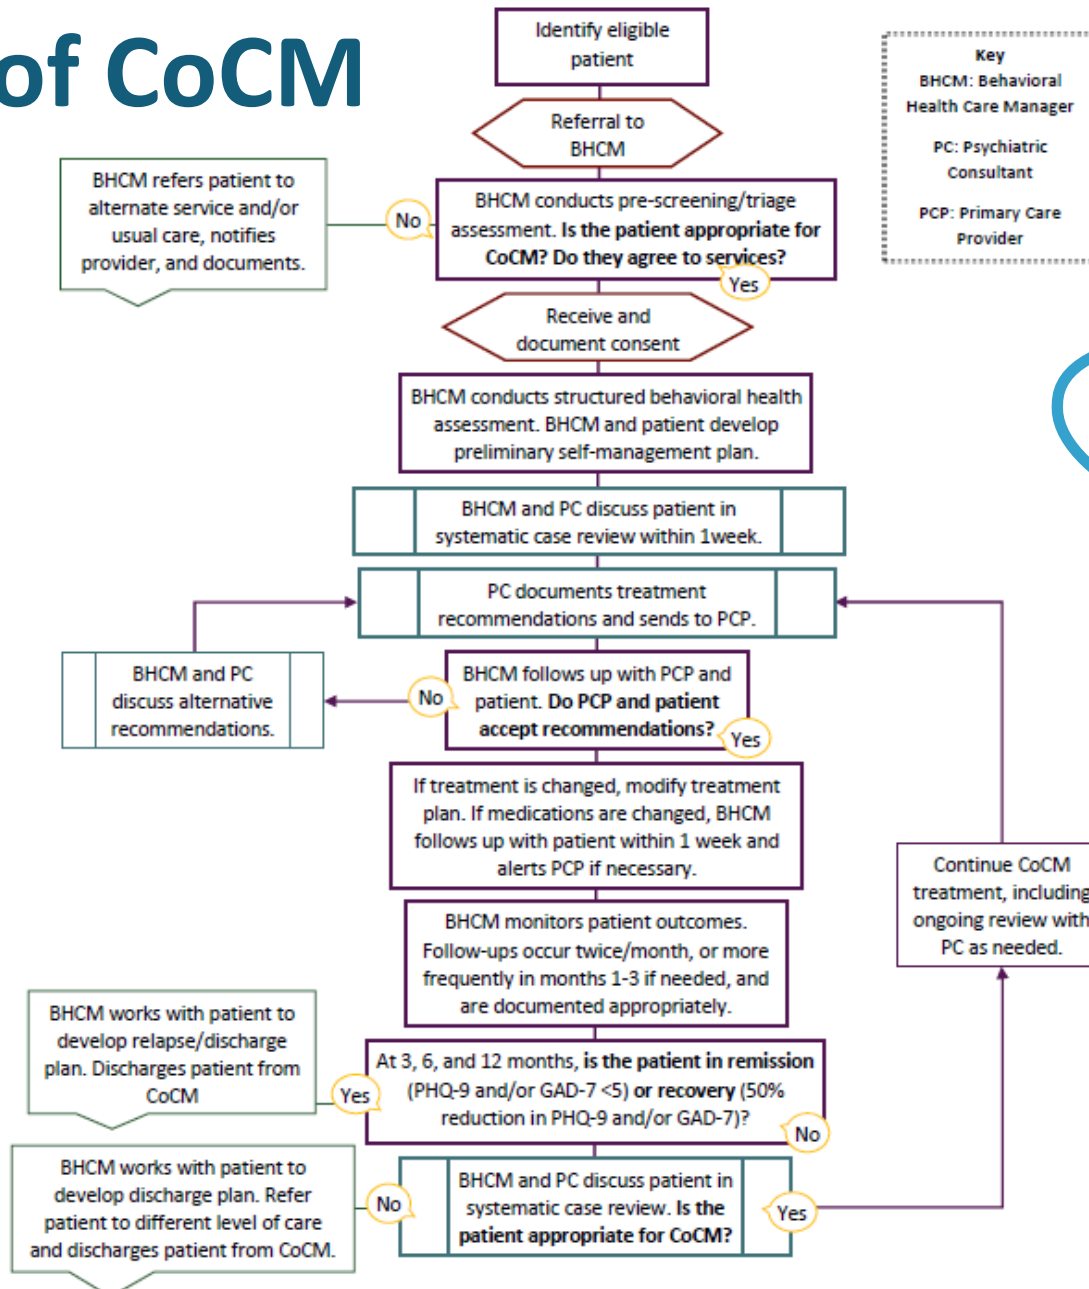 of CoCM
Identify eligible
patient
Key
BHCM: Behavioral
Health Care Manager
PC: Psychiatric
Consultant
PCP: Primary Care
Provider
Referral to
BHCM
BHCM refers patient to
alternate service and/or
usual care, notifies
provider, and documents.
No
BHCM conducts pre-screening/triage
assessment. Is the patient appropriate for
CoCM? Do they agree to services?
Yes
Receive and
document consent
BHCM conducts structured behavioral health
assessment. BHCM and patient develop
preliminary self-management plan.
BHCM and PC discuss patient in
systematic case review within 1week.
PC documents treatment
recommendations and sends to PCP.
BHCM and PC
discuss alternative
recommendations.
No
BHCM follows up with PCP and
patient. Do PCP and patient
accept recommendations?
Yes
If treatment is changed, modify treatment
plan. If medications are changed, BHCM
follows up with patient within 1 week and
alerts PCP if necessary.
Continue CoCM
treatment, including
ongoing review with
PC as needed.
BHCM monitors patient outcomes.
Follow-ups occur twice/month, or more
frequently in months 1-3 if needed, and
are documented appropriately.
BHCM works with patient to
develop relapse/discharge
plan. Discharges patient from
CoCM
Yes
At 3, 6, and 12 months, is the patient in remission
(PHQ-9 and/or GAD-7 <5) or recovery (50%
reduction in PHQ-9 and/or GAD-7)?
No
BHCM works with patient to
develop discharge plan. Refer
patient to different level of care
and discharges patient from CoCM.
No
BHCM and PC discuss patient in
systematic case review. Is the
patient appropriate for CoCM?
Yes